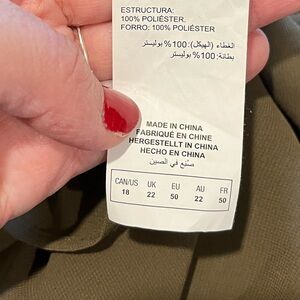 ESTRUCTURA:
100% POLIÉSTER.
FORRO: 100% POLIÉSTER
الغطاء (الهيكل): 100% بوليستر
بطانة: 100% بوليستر
MADE IN CHINA
FABRIQUÉ EN CHINE
HERGESTELLT IN CHINA
HECHO EN CHINA
صنع في الصين
CAN/US UK EU AU FR
18 22 50 22 50